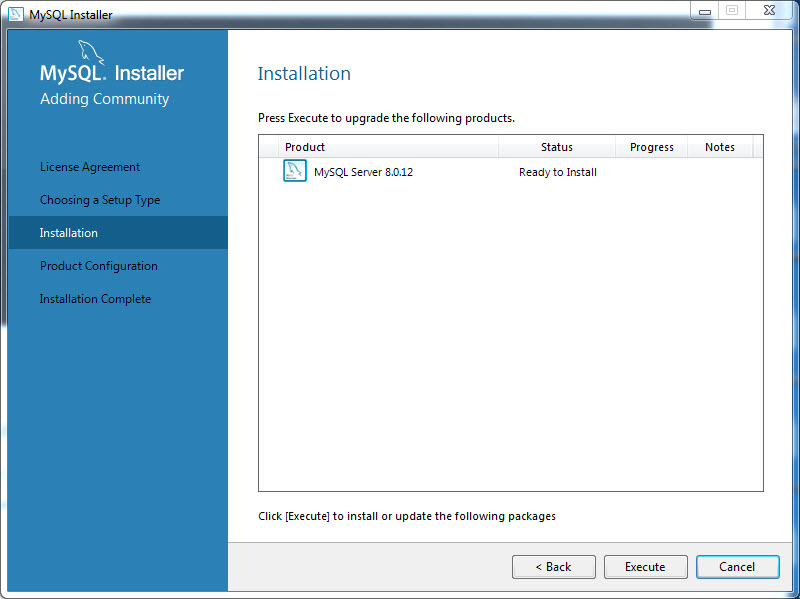 MySQL Installer
MySQL. Installer
Adding Community
License Agreement
Choosing a Setup Type
Installation
Product Configuration
Installation Complete
Installation
Press Execute to upgrade the following products.
Product Status Progress Notes
MySQL Server 8.0.12 Ready to Install
Click [Execute] to install or update the following packages
< Back Execute Cancel